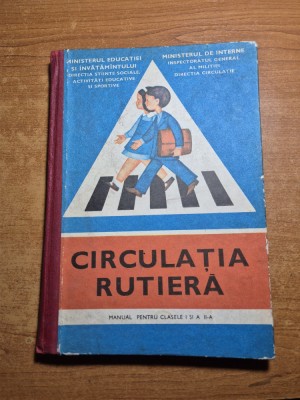 MINISTERUL EDUCAȚIEI
ȘI ÎNVĂȚĂMÎNTULUI
DIRECȚIA ȘTIINȚE SOCIALE,
ACTIVITĂȚI EDUCATIVE
ȘI SPORTIVE
MINISTERUL DE INTERNE
INSPECTORATUL GENERAL
AL MILIȚIEI
DIRECȚIA CIRCULAȚIE
CIRCULAȚIA
RUTIERĂ
MANUAL PENTRU CLASELE I ȘI A II-A